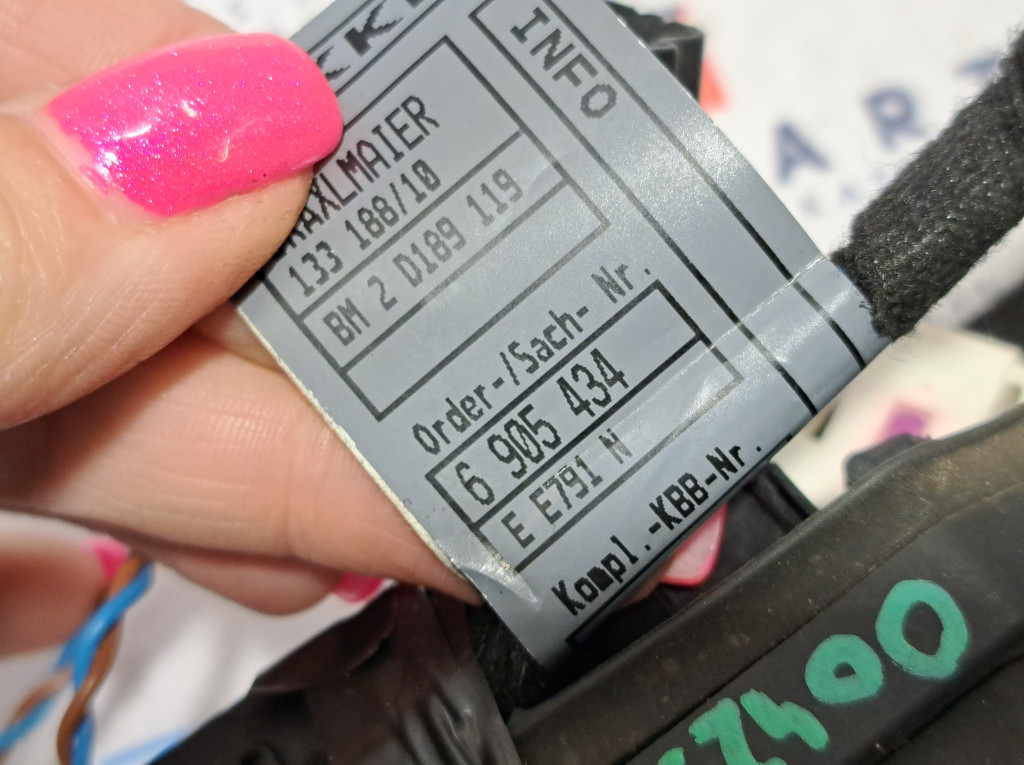 INFO
RAXLMAIER
133 188/10
BM 2 D189 119
Order-/Sach- Nr.
6 905 434
E E791 N
Kompl.-KBB-Nr.
A R